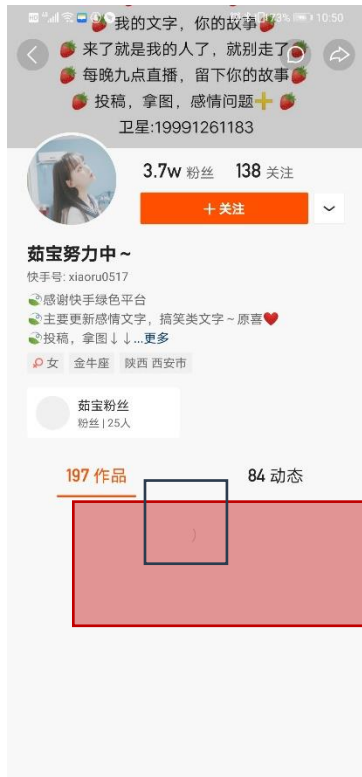 我的文字，你的故事
73% 10:50
来了就是我的人了，就别走了
每晚九点直播，留下你的故事
投稿，拿图，感情问题➕
卫星:19991261183
3.7w 粉丝 138 关注
＋关注
茹宝努力中~
快手号: xiaoru0517
感谢快手绿色平台
主要更新感情文字，搞笑类文字~原喜❤
投稿，拿图↓↓...更多
女 金牛座 陕西 西安市
茹宝粉丝
粉丝 | 25人
197 作品 84 动态